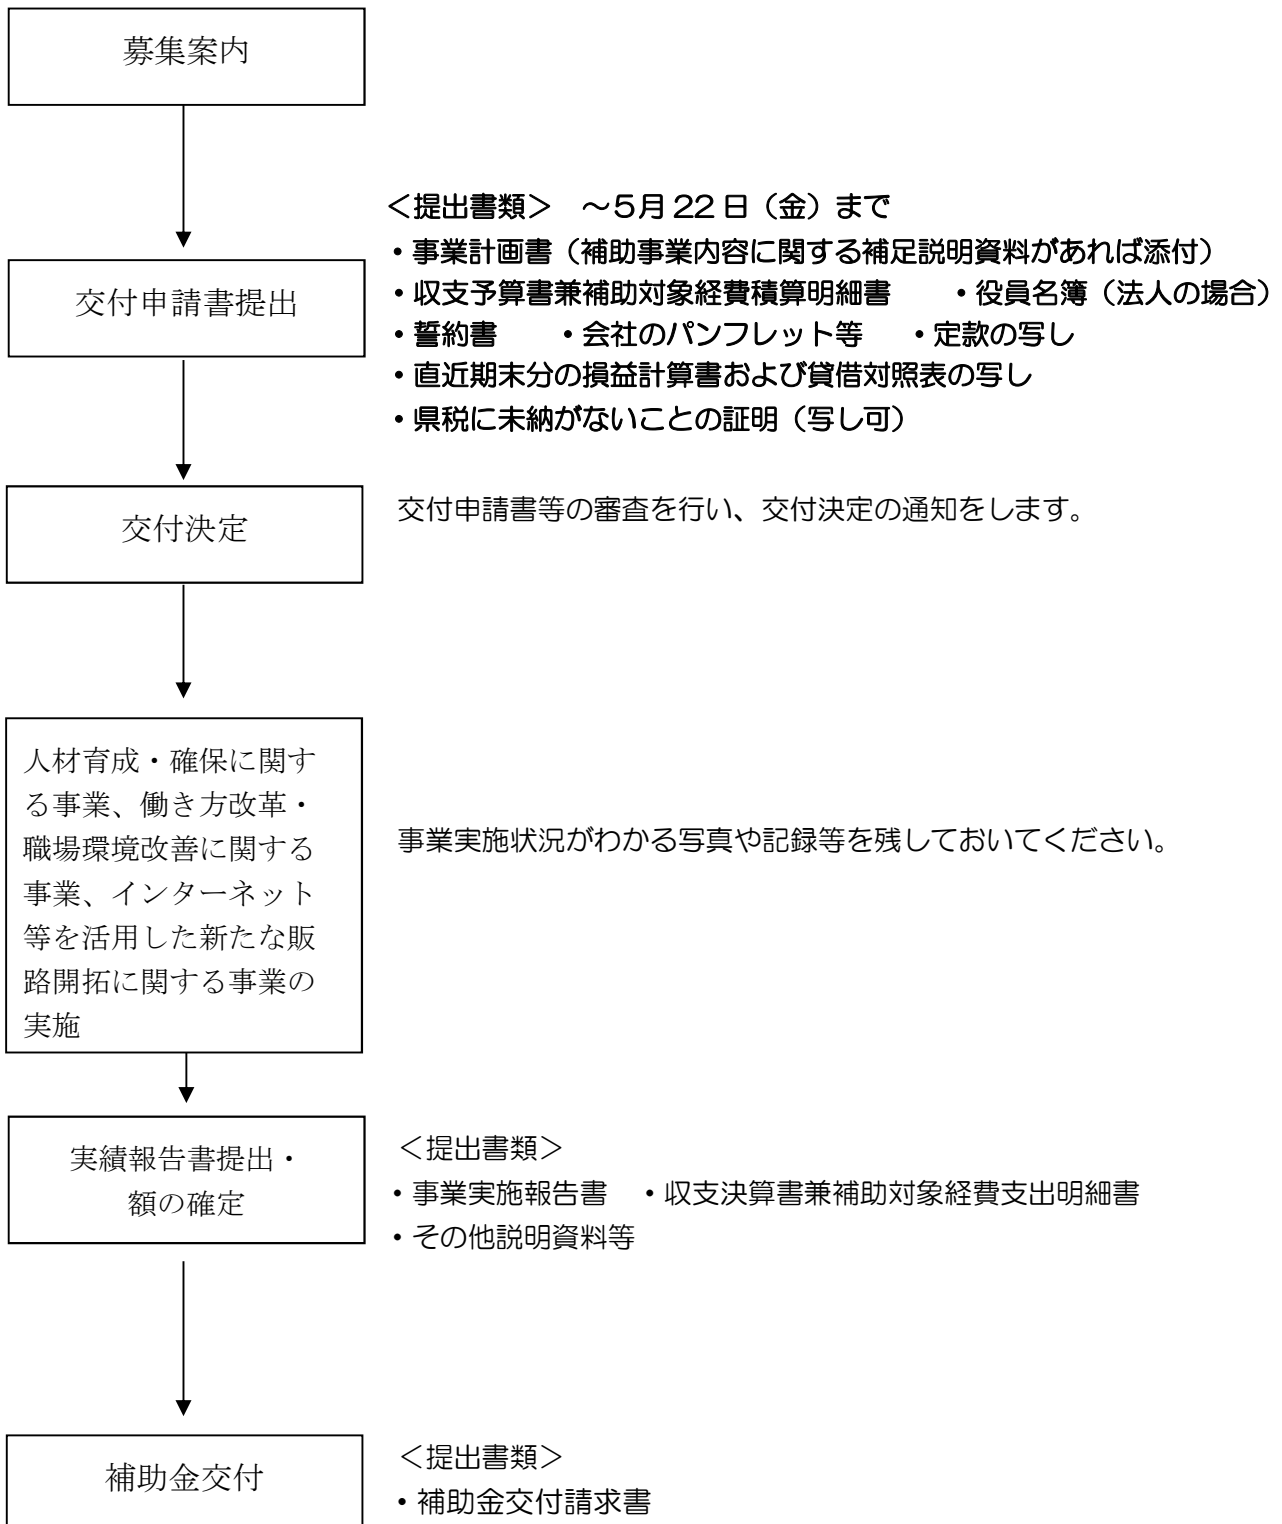 募集案内
＜提出書類＞　～５月 22 日（金）まで
・事業計画書（補助事業内容に関する補足説明資料があれば添付）
交付申請書提出
・収支予算書兼補助対象経費積算明細書　　・役員名簿（法人の場合）
・誓約書　　・会社のパンフレット等　　・定款の写し
・直近期末分の損益計算書および貸借対照表の写し
・県税に未納がないことの証明（写し可）
交付決定
交付申請書等の審査を行い、交付決定の通知をします。
人材育成・確保に関す
る事業、働き方改革・
職場環境改善に関する
事業、インターネット
等を活用した新たな販
路開拓に関する事業の
実施
事業実施状況がわかる写真や記録等を残しておいてください。
実績報告書提出・
額の確定
＜提出書類＞
・事業実施報告書　・収支決算書兼補助対象経費支出明細書
・その他説明資料等
補助金交付
＜提出書類＞
・補助金交付請求書